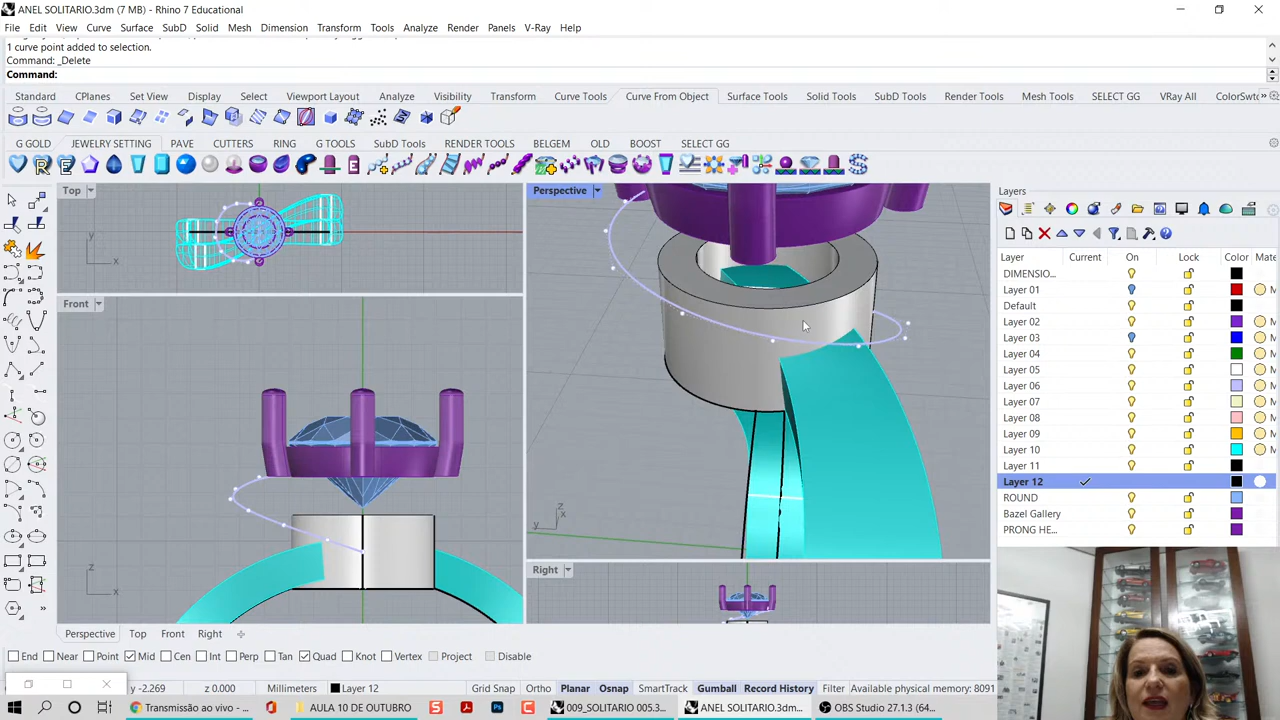 ANEL SOLITARIO.3dm (7 MB) - Rhino 7 Educational
File Edit View Curve Surface SubD Solid Mesh Dimension Transform Tools Analyze Render Panels V-Ray Help
1 curve point added to selection.
Command: _Delete
Command:
Standard CPlanes Set View Display Select Viewport Layout Analyze Visibility Transform Curve Tools Curve From Object Surface Tools Solid Tools SubD Tools Render Tools Mesh Tools SELECT GG VRay All ColorSwtc
G GOLD JEWELRY SETTING PAVE CUTTERS RING G TOOLS BELGEM SubD Tools RENDER TOOLS OLD BOOST SELECT GG
Top
Perspective
Front
Right
y
x
z
x
y
z
x
Layers
Layer Current On Lock Color Mate
DIMENSIO...
Layer 01
Default
Layer 02
Layer 03
Layer 04
Layer 05
Layer 06
Layer 07
Layer 08
Layer 09
Layer 10
Layer 11
Layer 12
ROUND
Bazel Gallery
PRONG HE...
Perspective Top Front Right
End Near Point Mid Cen Int Perp Tan Quad Knot Vertex Project Disable
y -2.269 z 0.000 Millimeters Layer 12 Grid Snap Ortho Planar Osnap SmartTrack Gumball Record History Filter Available physical memory: 8091
Transmissão ao vivo - ... AULA 10 DE OUTUBRO 009_SOLITARIO 005.3... ANEL SOLITARIO.3dm... OBS Studio 27.1.3 (64...